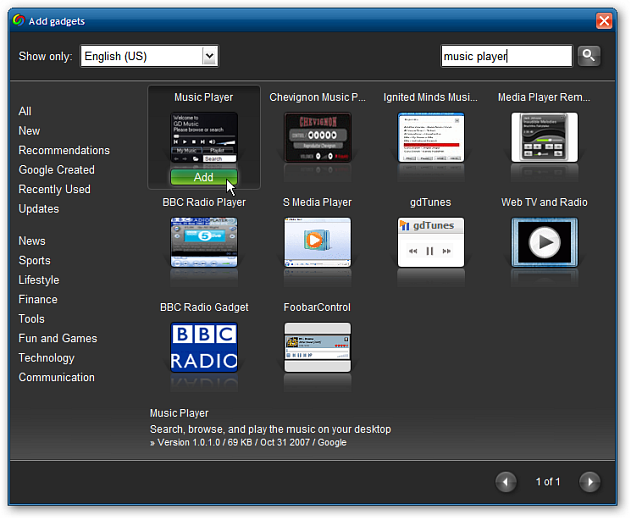 Add gadgets
Show only:
English (US)
music player
All
New
Recommendations
Google Created
Recently Used
Updates
News
Sports
Lifestyle
Finance
Tools
Fun and Games
Technology
Communication
Music Player
Chevignon Music P...
Ignited Minds Musi...
Media Player Rem...
Welcome to
GD Music
Please browse or search
My Music
Playlist
Search
Add
CHEVIGNON
BBC Radio Player
S Media Player
gdTunes
Web TV and Radio
5
gdTunes
BBC Radio Gadget
FoobarControl
BBC
RADIO
Music Player
Search, browse, and play the music on your desktop
» Version 1.0.1.0 / 69 KB / Oct 31 2007 / Google
1 of 1